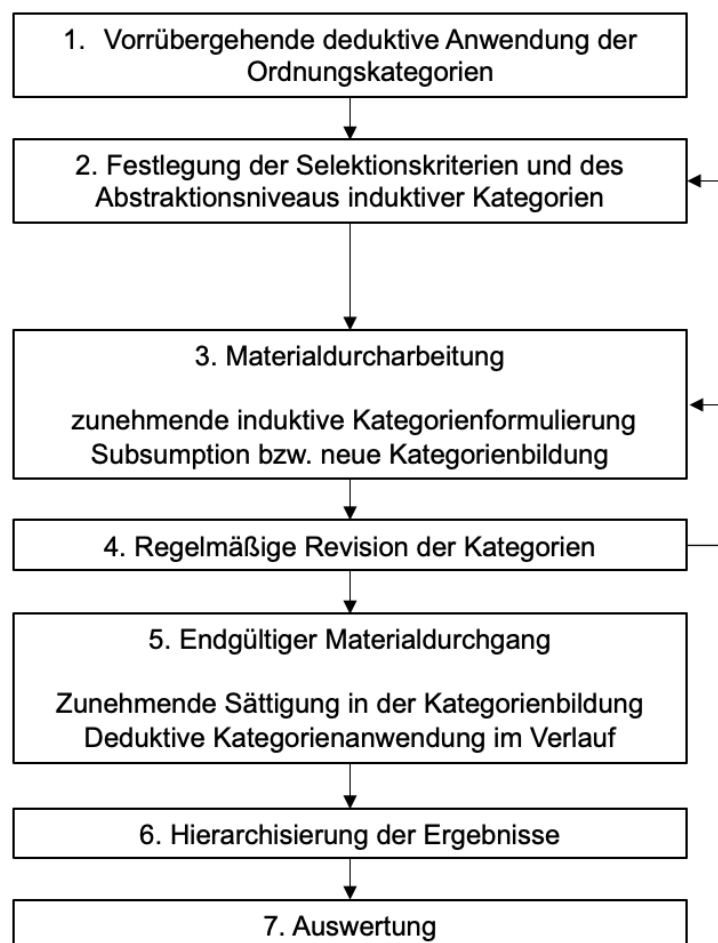 1. Vorrübergehende deduktive Anwendung der
Ordnungskategorien
2. Festlegung der Selektionskriterien und des
Abstraktionsniveaus induktiver Kategorien
3. Materialdurcharbeitung
zunehmende induktive Kategorienformulierung
Subsumption bzw. neue Kategorienbildung
4. Regelmäßige Revision der Kategorien
5. Endgültiger Materialdurchgang
Zunehmende Sättigung in der Kategorienbildung
Deduktive Kategorienanwendung im Verlauf
6. Hierarchisierung der Ergebnisse
7. Auswertung